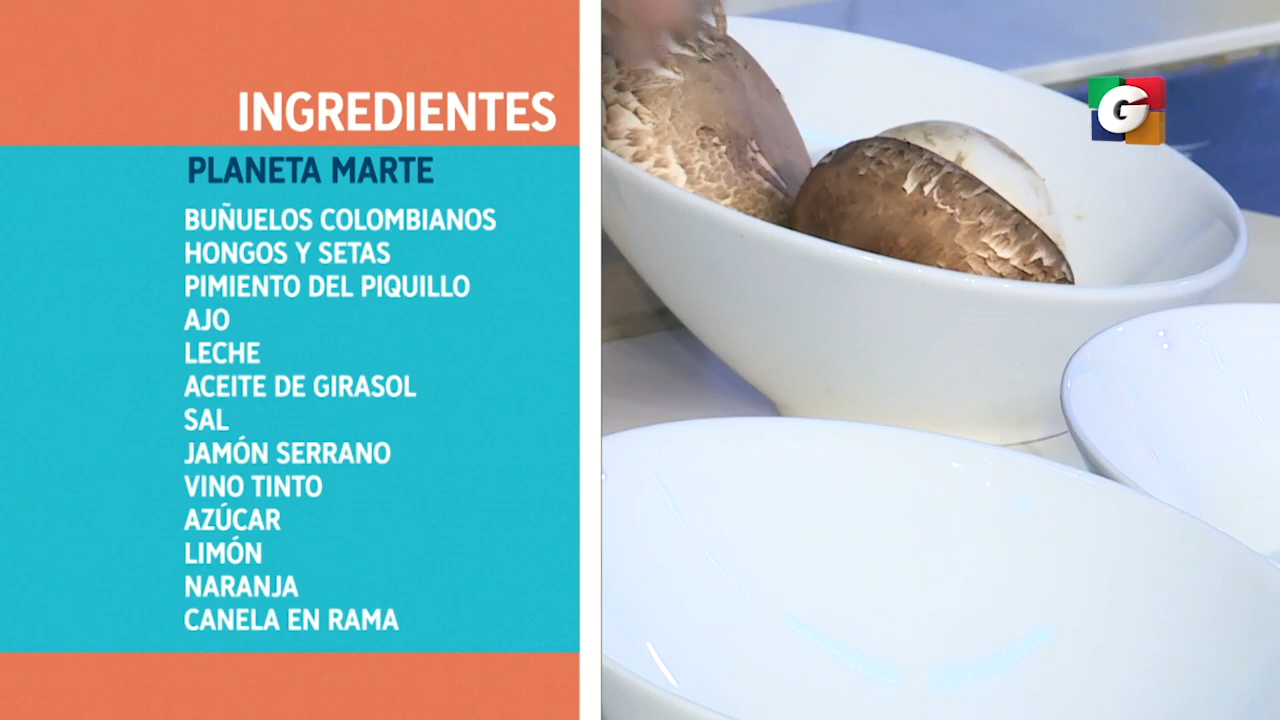 INGREDIENTES
PLANETA MARTE
BUÑUELOS COLOMBIANOS
HONGOS Y SETAS
PIMIENTO DEL PIQUILLO
AJO
LECHE
ACEITE DE GIRASOL
SAL
JAMÓN SERRANO
VINO TINTO
AZÚCAR
LIMÓN
NARANJA
CANELA EN RAMA
G